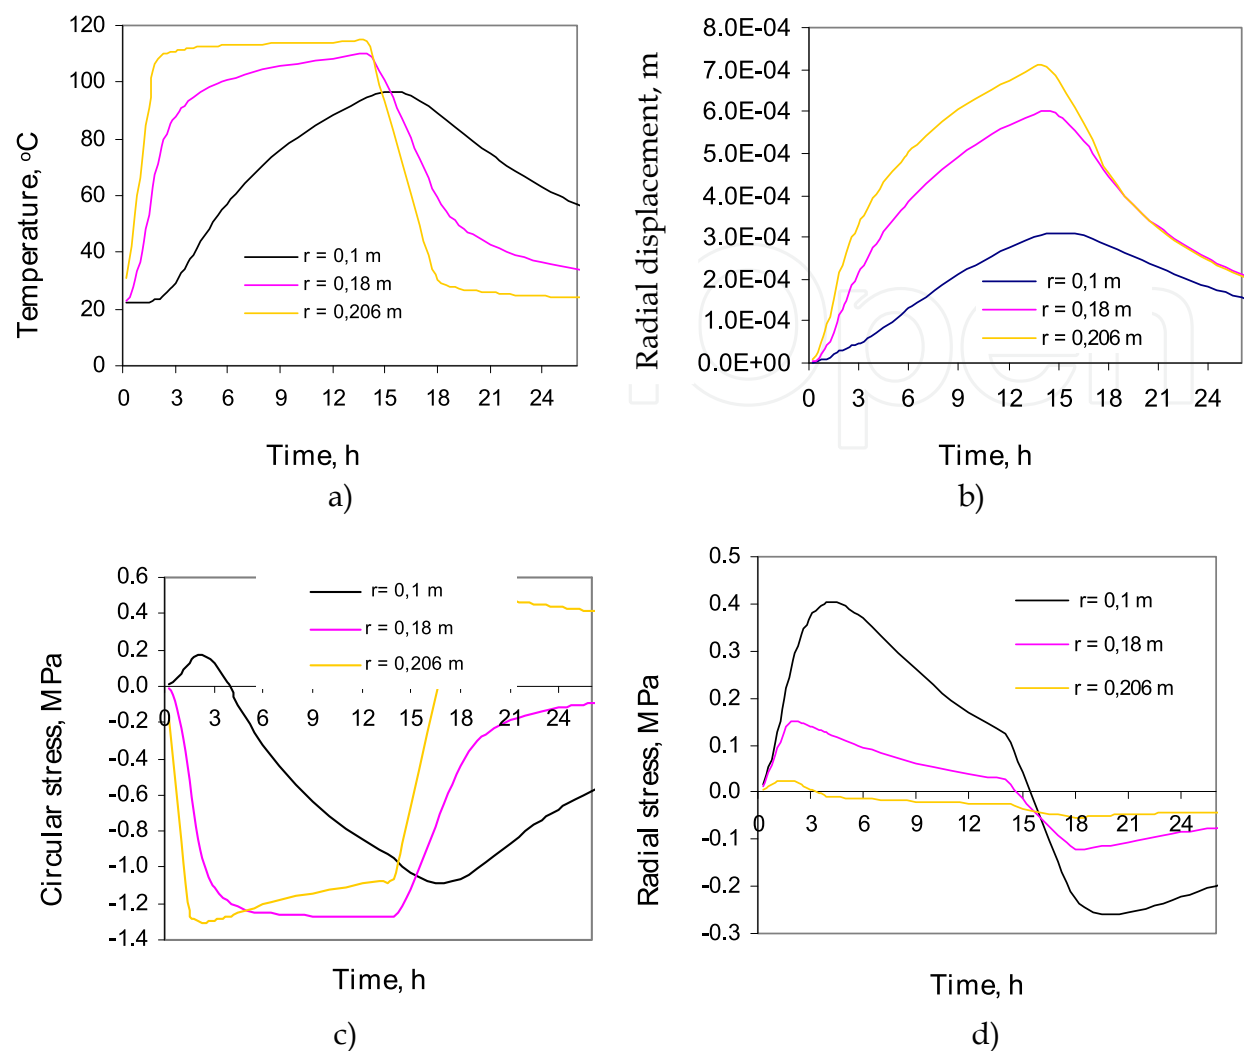 120
100
80
60
40
20
0
Temperature, ºC
r = 0,1 m
r = 0,18 m
r = 0,206 m
0 3 6 9 12 15 18 21 24
Time, h
a)
8.0E-04
7.0E-04
6.0E-04
5.0E-04
4.0E-04
3.0E-04
2.0E-04
1.0E-04
0.0E+00
Radial displacement, m
r= 0,1 m
r = 0,18 m
r = 0,206 m
0 3 6 9 12 15 18 21 24
Time, h
b)
0.6
0.4
0.2
0.0
-0.2
-0.4
-0.6
-0.8
-1.0
-1.2
-1.4
Circular stress, MPa
r= 0,1 m
r = 0,18 m
r = 0,206 m
0 3 6 9 12 15 18 21 24
Time, h
c)
0.5
0.4
0.3
0.2
0.1
0.0
-0.1
-0.2
-0.3
Radial stress, MPa
r= 0,1 m
r = 0,18 m
r = 0,206 m
0 3 6 9 12 15 18 21 24
Time, h
d)